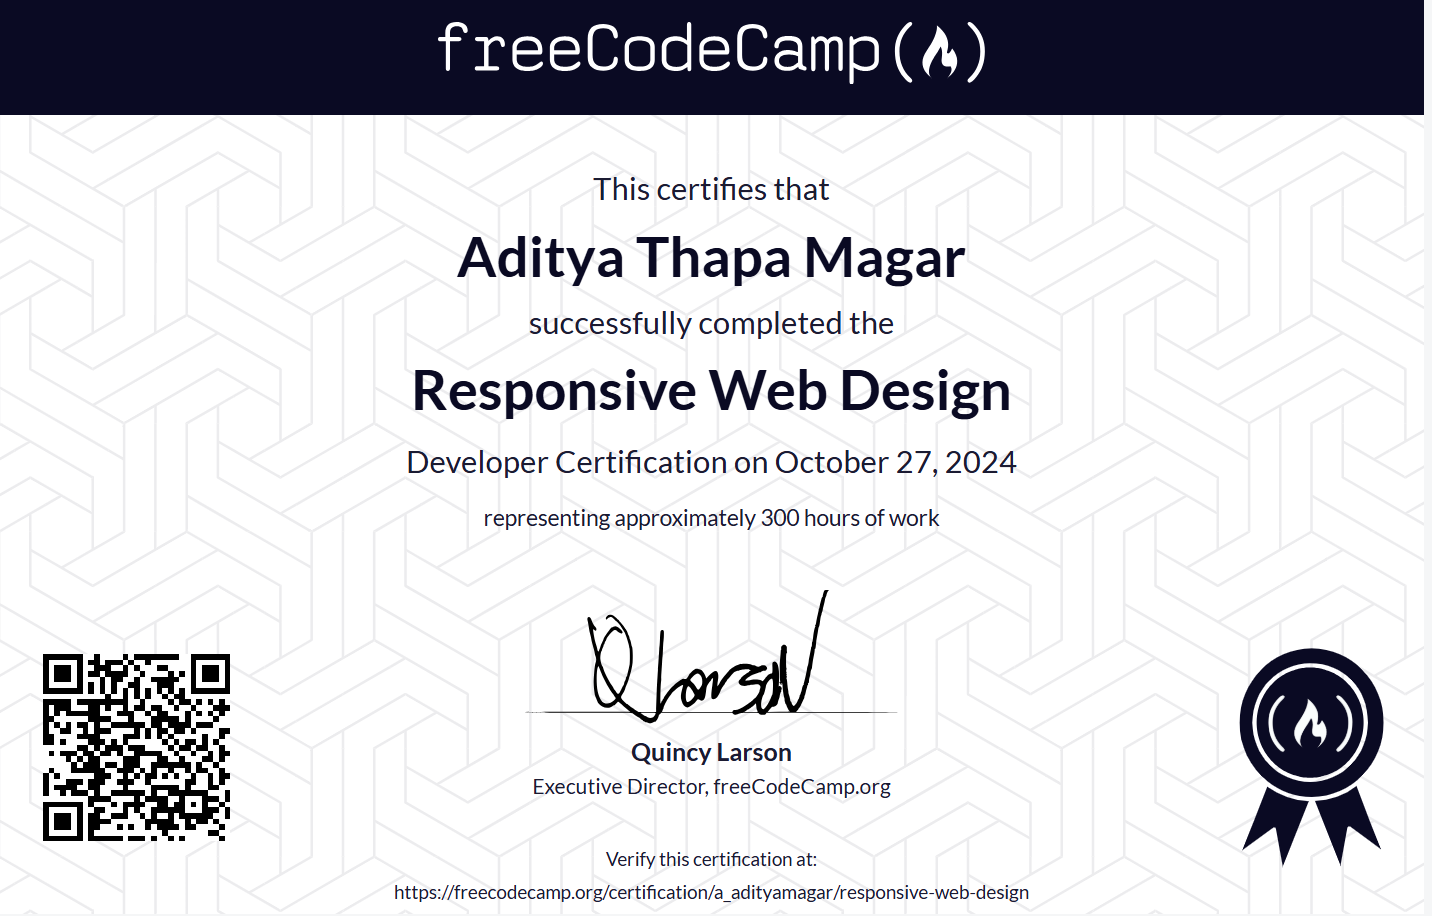 freeCodeCamp(🔥)
This certifies that
Aditya Thapa Magar
successfully completed the
Responsive Web Design
Developer Certification on October 27, 2024
representing approximately 300 hours of work
Quincy Larson
Executive Director, freeCodeCamp.org
Verify this certification at:
https://freecodecamp.org/certification/a_adityamagar/responsive-web-design